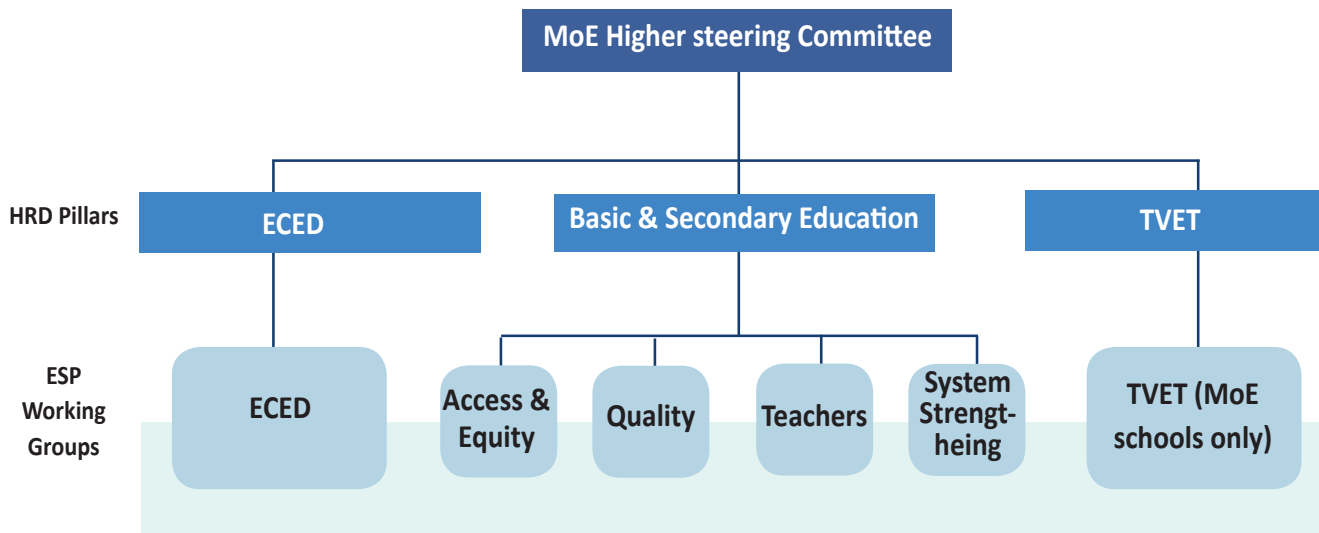 MoE Higher steering Committee
HRD Pillars
ECED
Basic & Secondary Education
TVET
ESP
Working
Groups
ECED
Access &
Equity
Quality
Teachers
System
Strengt-
heing
TVET (MoE
schools only)